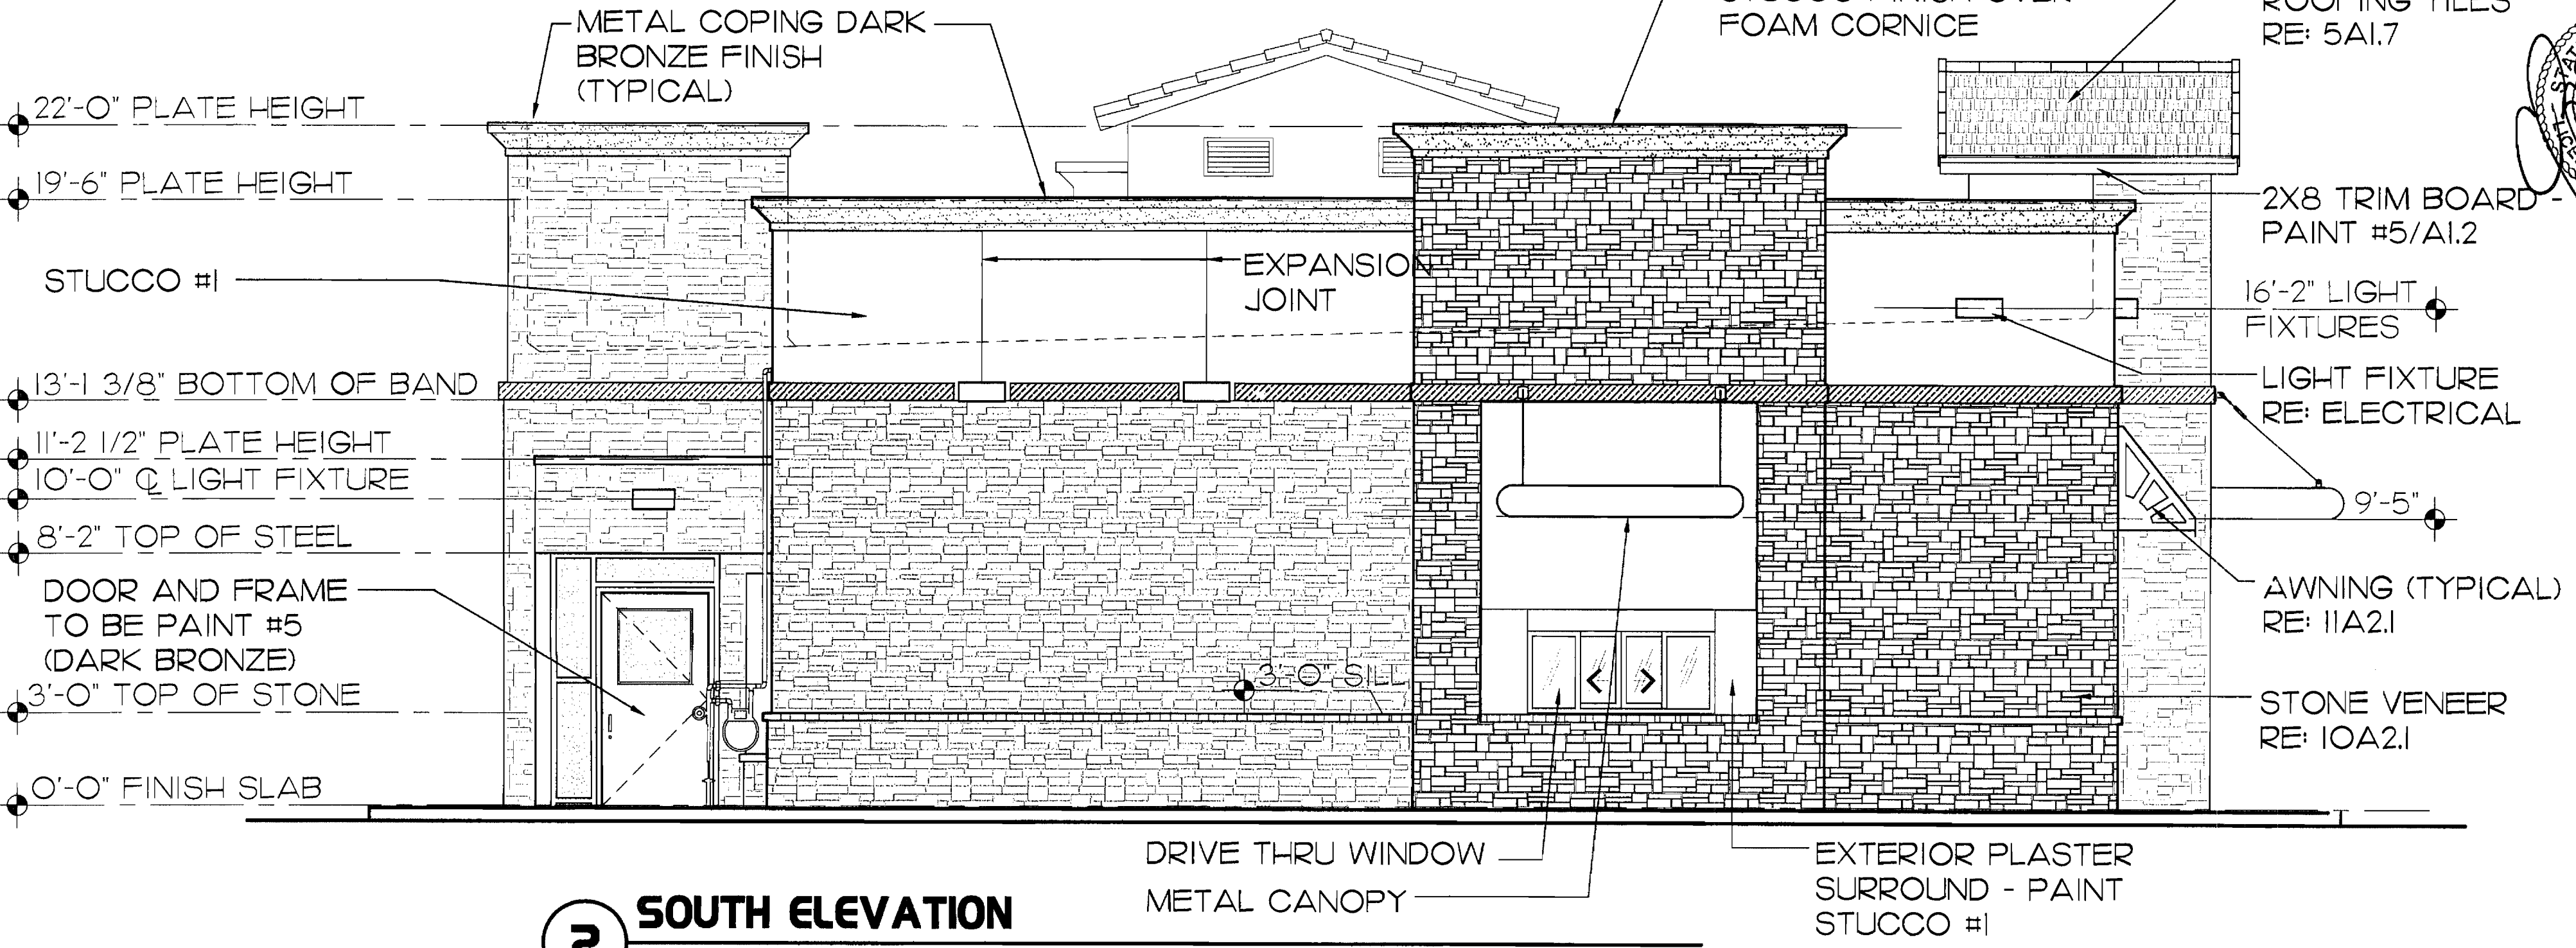 METAL COPING DARK
BRONZE FINISH
(TYPICAL)
FOAM CORNICE
ROOFING TILES
RE: 5A1.7
22'-0" PLATE HEIGHT
19'-6" PLATE HEIGHT
2X8 TRIM BOARD -
PAINT #5/A1.2
STUCCO #1
EXPANSION
JOINT
16'-2" LIGHT
FIXTURES
13'-1 3/8" BOTTOM OF BAND
LIGHT FIXTURE
RE: ELECTRICAL
11'-2 1/2" PLATE HEIGHT
10'-0" ℄ LIGHT FIXTURE
9'-5"
8'-2" TOP OF STEEL
DOOR AND FRAME
TO BE PAINT #5
(DARK BRONZE)
AWNING (TYPICAL)
RE: 11A2.1
3'-0" SILL
3'-0" TOP OF STONE
STONE VENEER
RE: 10A2.1
0'-0" FINISH SLAB
DRIVE THRU WINDOW
METAL CANOPY
EXTERIOR PLASTER
SURROUND - PAINT
STUCCO #1
2
SOUTH ELEVATION